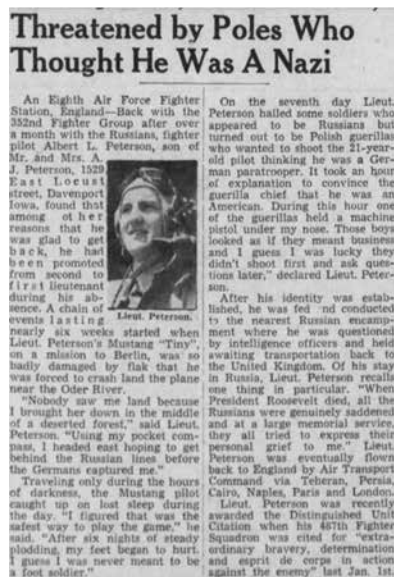 Threatened by Poles Who
Thought He Was A Nazi
An Eighth Air Force Fighter
Station, England—Back with the
352nd Fighter Group after over
a month with the Russians, fighter
pilot Albert L. Peterson, son of
Mr. and Mrs. A.
J. Peterson, 1529
East Locust
street, Davenport
Iowa, found that
among other
reasons that he
was glad to get
back, he had
been promoted
from second to
first lieutenant
during his ab-
sence. A chain of
events lasting
Lieut. Peterson.
nearly six weeks started when
Lieut. Peterson's Mustang "Tiny",
on a mission to Berlin, was so
badly damaged by flak that he
was forced to crash land the plane
near the Oder River.
"Nobody saw me land because
I brought her down in the middle
of a deserted forest," said Lieut.
Peterson. "Using my pocket com-
pass, I headed east hoping to get
behind the Russian lines before
the Germans captured me."
Traveling only during the hours
of darkness, the Mustang pilot
caught up on lost sleep during
the day. "I figured that was the
safest way to play the game," he
said. "After six nights of steady
plodding, my feet began to hurt.
I guess I was never meant to be
a foot soldier."
On the seventh day Lieut.
Peterson hailed some soldiers who
appeared to be Russians but
turned out to be Polish guerillas
who wanted to shoot the 21-year-
old pilot thinking he was a Ger-
man paratrooper. It took an hour
of explanation to convince the
guerilla chief that he was an
American. During this hour one
of the guerillas held a machine
pistol under my nose. Those boys
looked as if they meant business
and I guess I was lucky they
didn't shoot first and ask ques-
tions later," declared Lieut. Peter-
son.
After his identity was estab-
lished, he was fed nd conducted
to the nearest Russian encamp-
ment where he was questioned
by intelligence officers and held
awaiting transportation back to
the United Kingdom. Of his stay
in Russia, Lieut. Peterson recalls
one thing in particular. "When
President Roosevelt died, all the
Russians were genuinely saddened
and at a large memorial service,
they all tried to express their
personal grief to me." Lieut.
Peterson was eventually flown
back to England by Air Transport
Command via Teheran, Persia,
Cairo, Naples, Paris and London.
Lieut. Peterson was recently
awarded the Distinguished Unit
Citation when his 487th Fighter
Squadron was cited for "extra-
ordinary bravery, determination
and esprit de corps in action
against the enemy" last Jan. 1st.